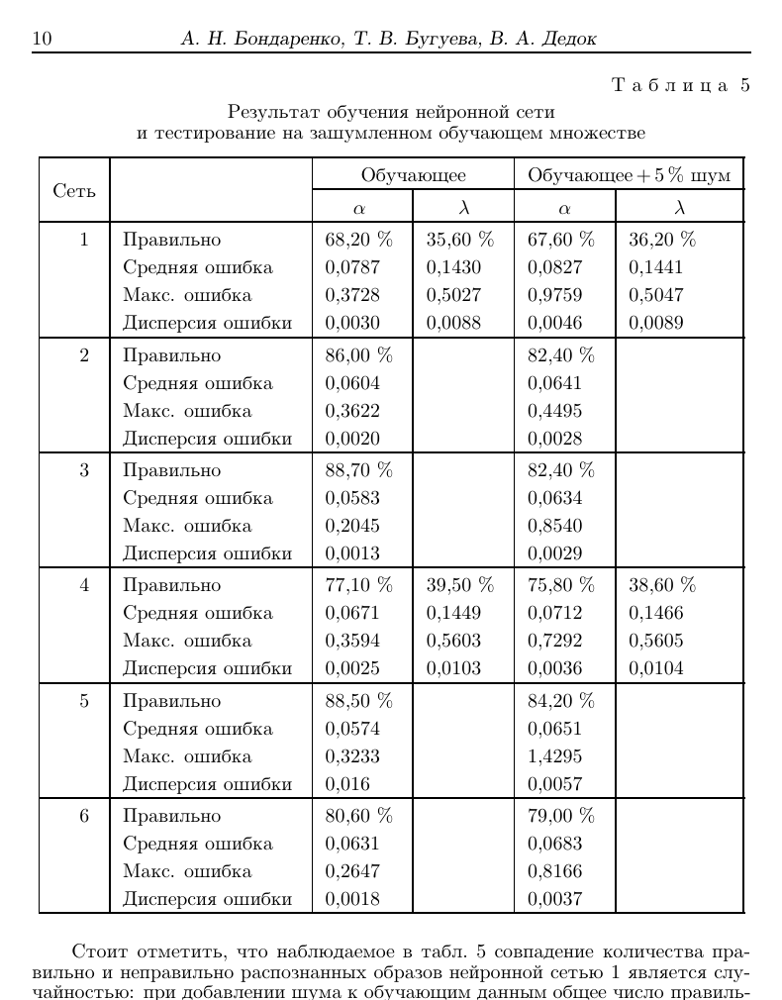 10 А. Н. Бондаренко, Т. В. Бугуева, В. А. Дедок
Таблица 5
Результат обучения нейронной сети
и тестирование на зашумленном обучающем множестве
Сеть Обучающее Обучающее + 5 % шум
α λ α λ
1 Правильно 68,20 % 35,60 % 67,60 % 36,20 %
Средняя ошибка 0,0787 0,1430 0,0827 0,1441
Макс. ошибка 0,3728 0,5027 0,9759 0,5047
Дисперсия ошибки 0,0030 0,0088 0,0046 0,0089
2 Правильно 86,00 % 82,40 %
Средняя ошибка 0,0604 0,0641
Макс. ошибка 0,3622 0,4495
Дисперсия ошибки 0,0020 0,0028
3 Правильно 88,70 % 82,40 %
Средняя ошибка 0,0583 0,0634
Макс. ошибка 0,2045 0,8540
Дисперсия ошибки 0,0013 0,0029
4 Правильно 77,10 % 39,50 % 75,80 % 38,60 %
Средняя ошибка 0,0671 0,1449 0,0712 0,1466
Макс. ошибка 0,3594 0,5603 0,7292 0,5605
Дисперсия ошибки 0,0025 0,0103 0,0036 0,0104
5 Правильно 88,50 % 84,20 %
Средняя ошибка 0,0574 0,0651
Макс. ошибка 0,3233 1,4295
Дисперсия ошибки 0,016 0,0057
6 Правильно 80,60 % 79,00 %
Средняя ошибка 0,0631 0,0683
Макс. ошибка 0,2647 0,8166
Дисперсия ошибки 0,0018 0,0037
Стоит отметить, что наблюдаемое в табл. 5 совпадение количества пра-
вильно и неправильно распознанных образов нейронной сетью 1 является слу-
чайностью: при добавлении шума к обучающим данным общее число правиль-